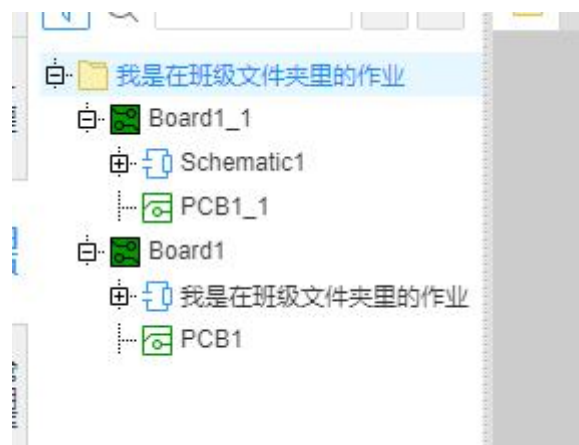 我是在班级文件夹里的作业
Board1_1
Schematic1
PCB1_1
Board1
我是在班级文件夹里的作业
PCB1